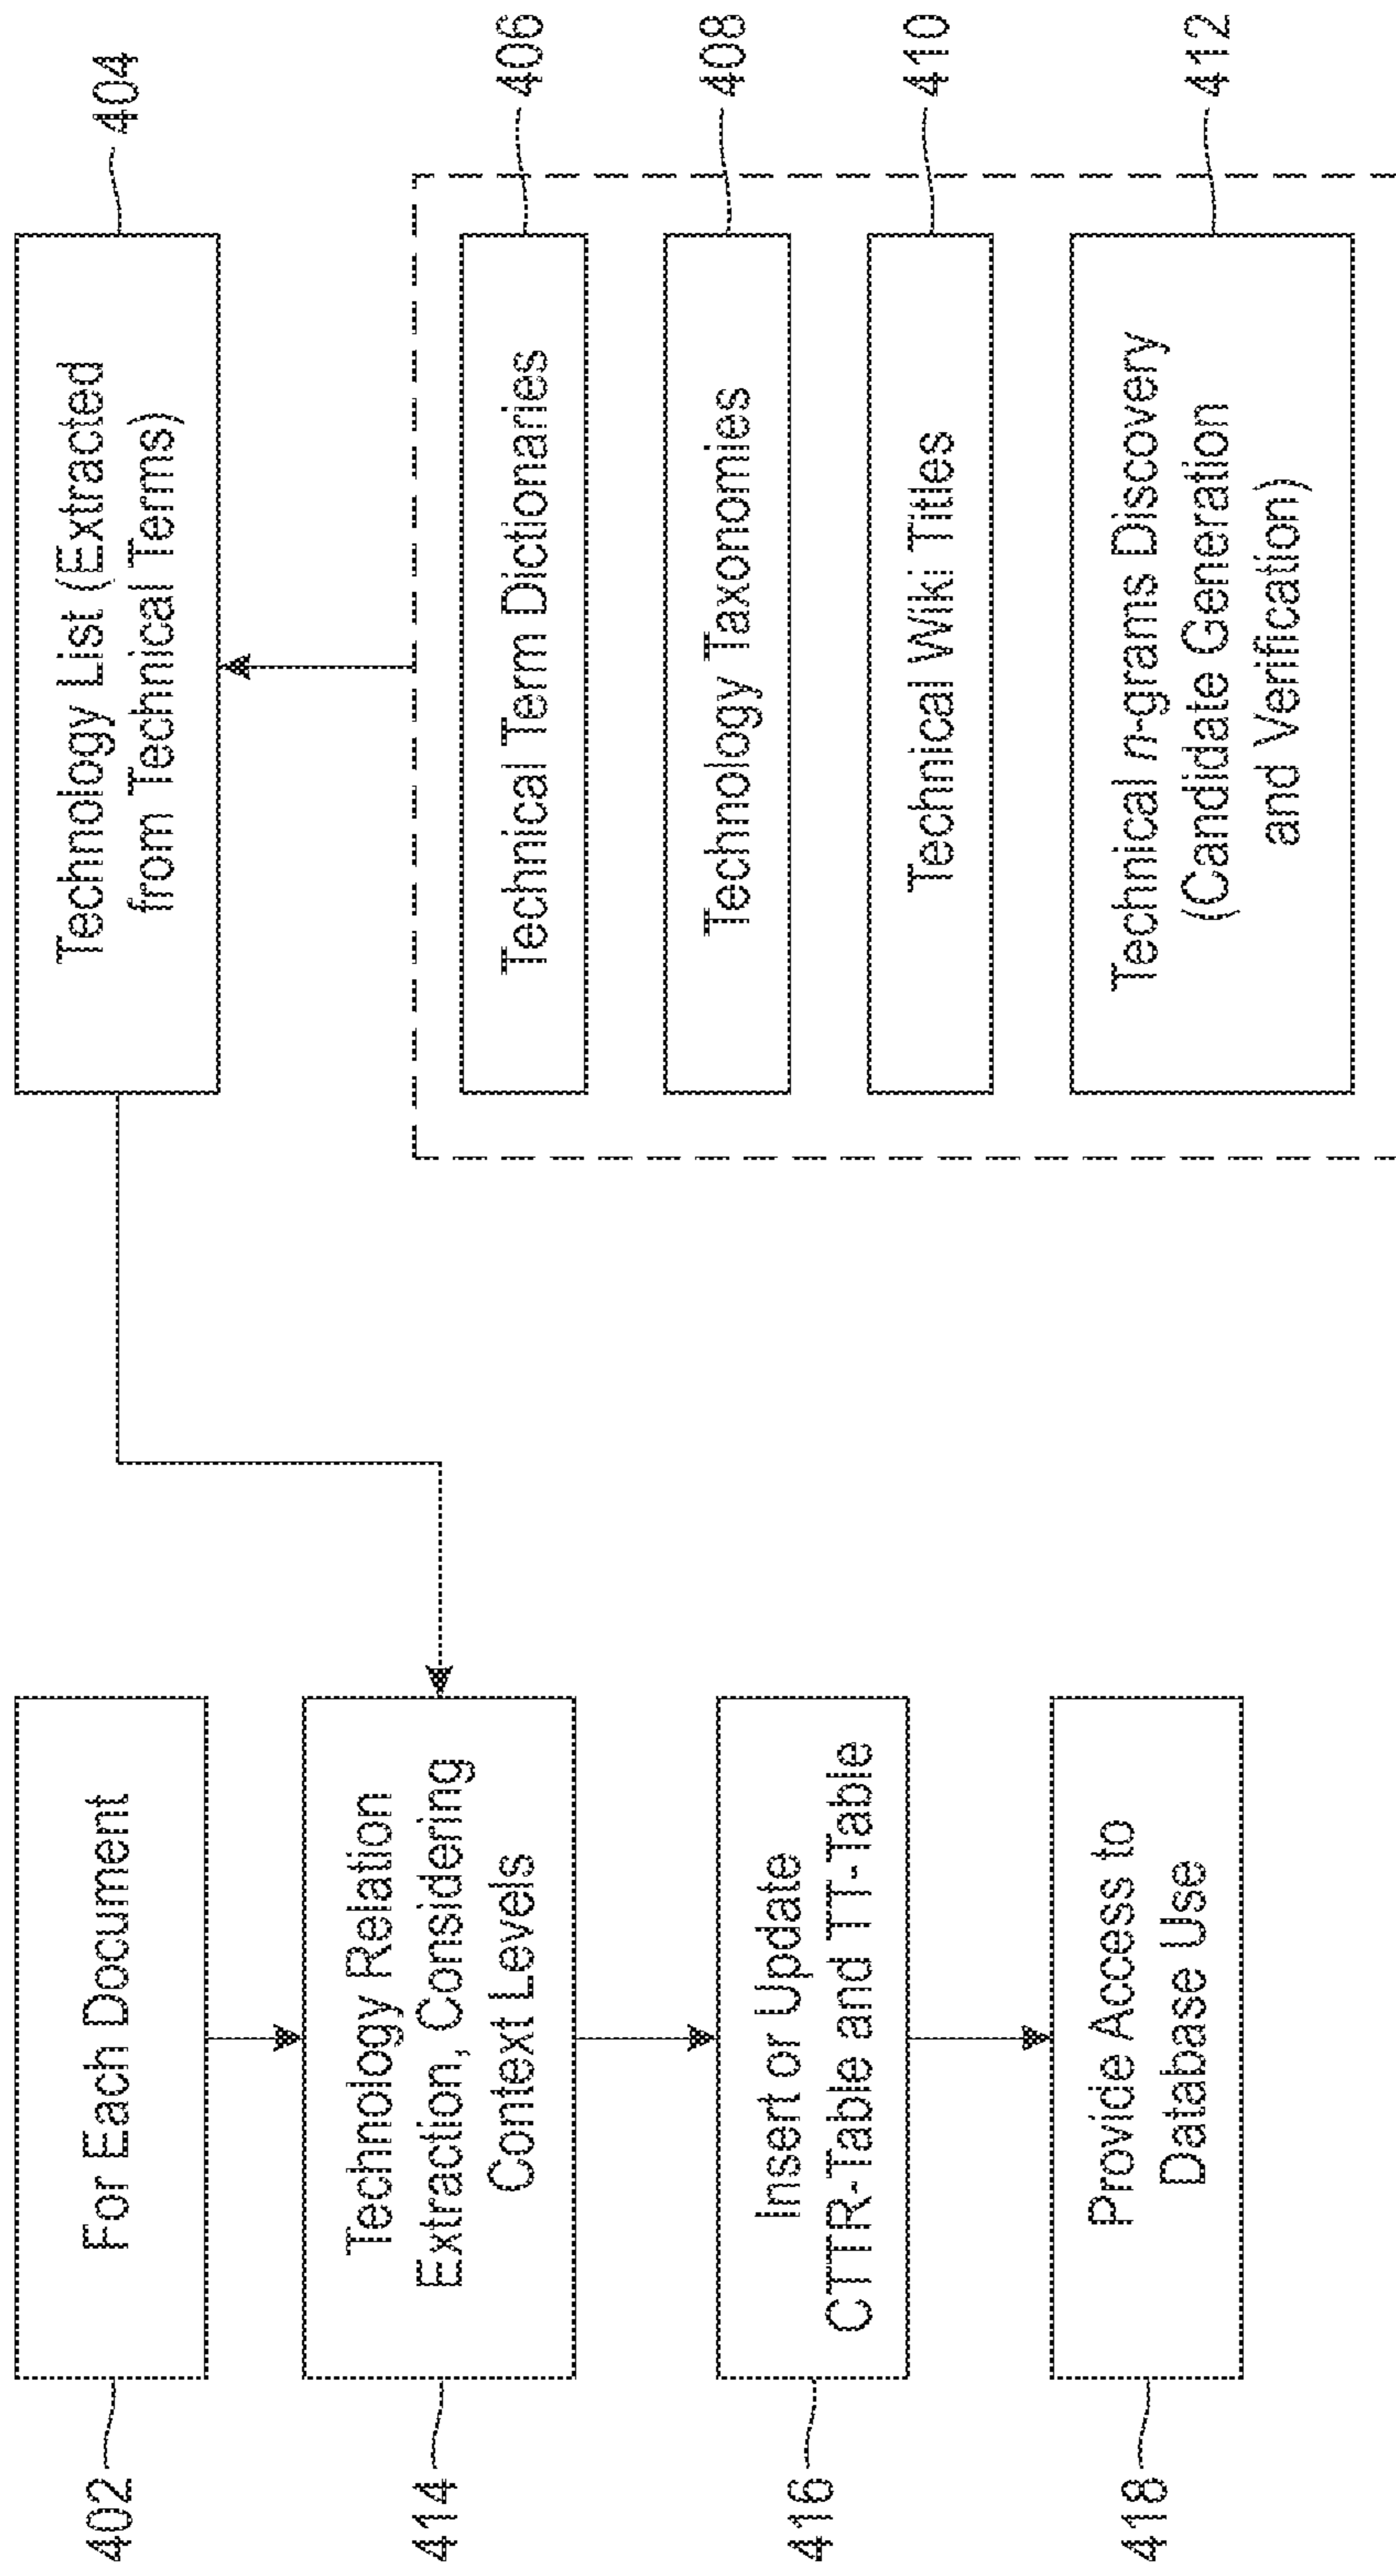 402
For Each Document
414
Technology Relation
Extraction, Considering
Context Levels
416
Insert or Update
CTTR-Table and TT-Table
418
Provide Access to
Database Use
404
Technology List (Extracted
from Technical Terms)
406
Technical Term Dictionaries
408
Technology Taxonomies
410
Technical Wiki Titles
412
Technical n-grams Discovery
(Candidate Generation
and Verification)